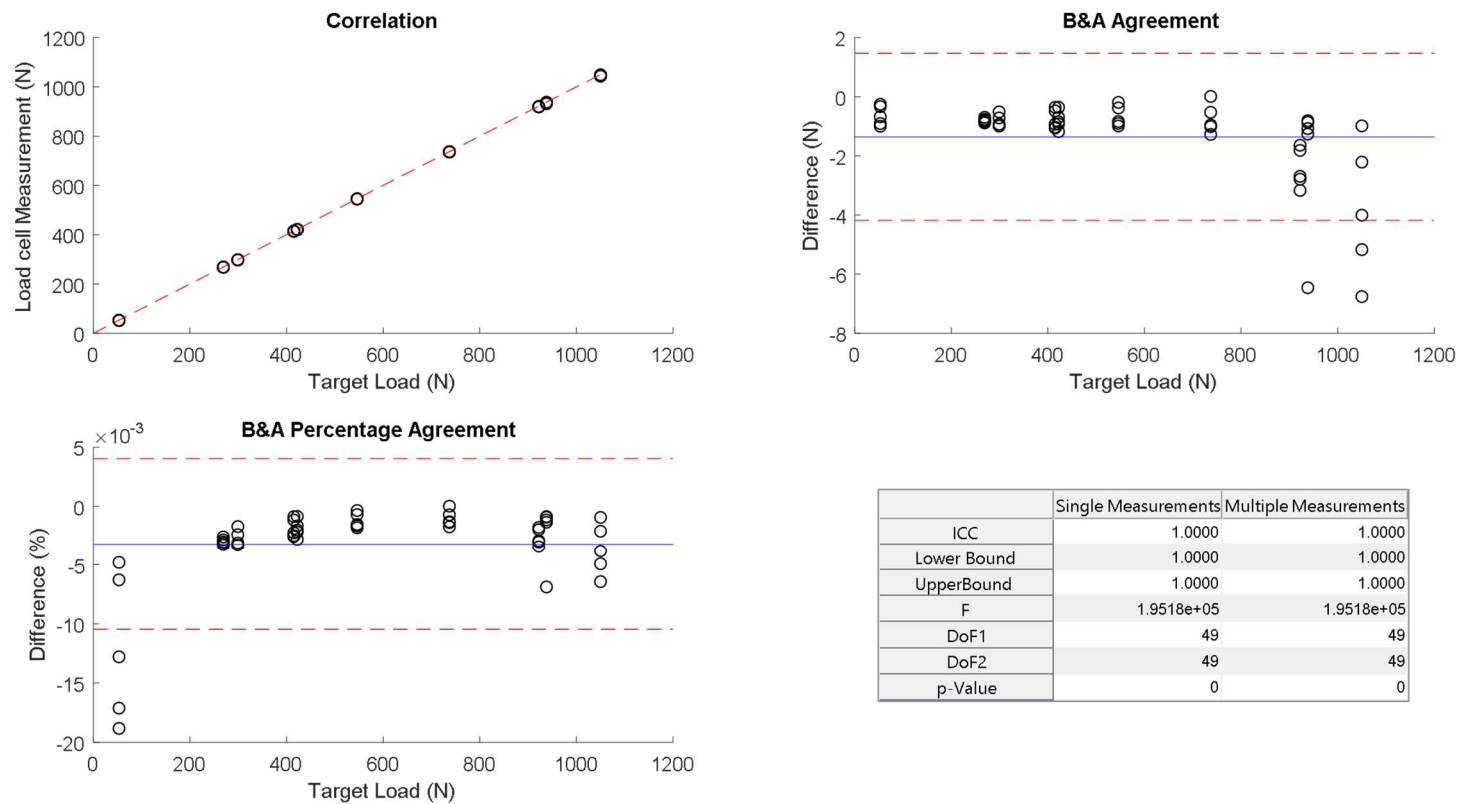 Correlation
1200
1000
800
600
400
200
0
Load cell Measurement (N)
0 200 400 600 800 1000 1200
Target Load (N)
B&A Agreement
2
0
-2
-4
-6
-8
Difference (N)
0 200 400 600 800 1000 1200
Target Load (N)
B&A Percentage Agreement
×10-3
5
0
-5
-10
-15
-20
Difference (%)
0 200 400 600 800 1000 1200
Target Load (N)
Single Measurements Multiple Measurements
ICC 1.0000 1.0000
Lower Bound 1.0000 1.0000
UpperBound 1.0000 1.0000
F 1.9518e+05 1.9518e+05
DoF1 49 49
DoF2 49 49
p-Value 0 0